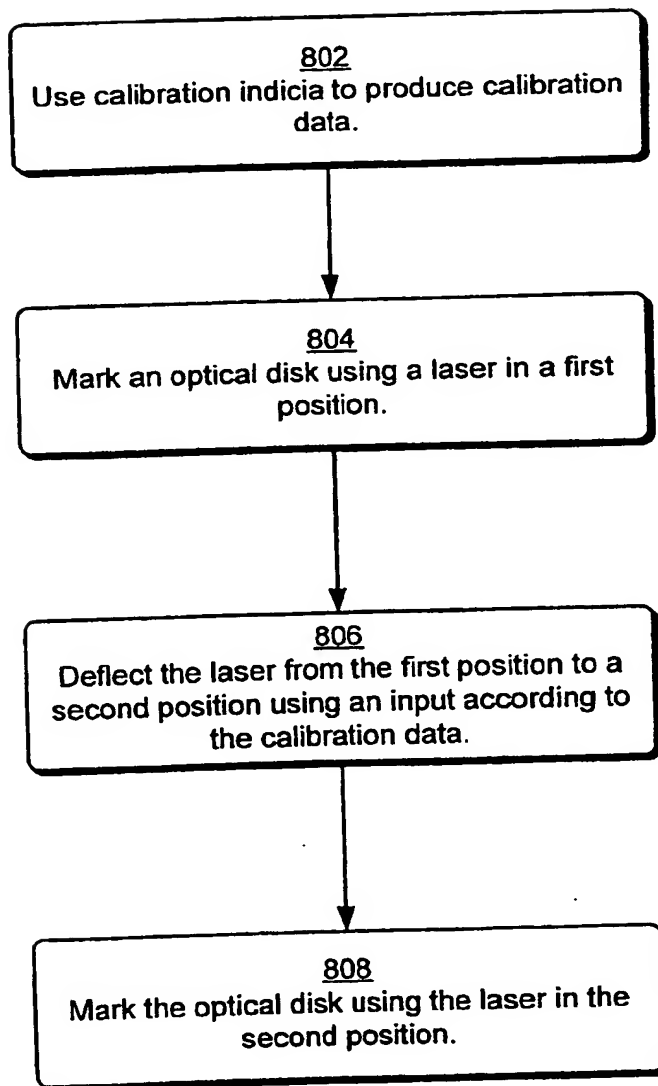 802
Use calibration indicia to produce calibration
data.
804
Mark an optical disk using a laser in a first
position.
806
Deflect the laser from the first position to a
second position using an input according to
the calibration data.
808
Mark the optical disk using the laser in the
second position.